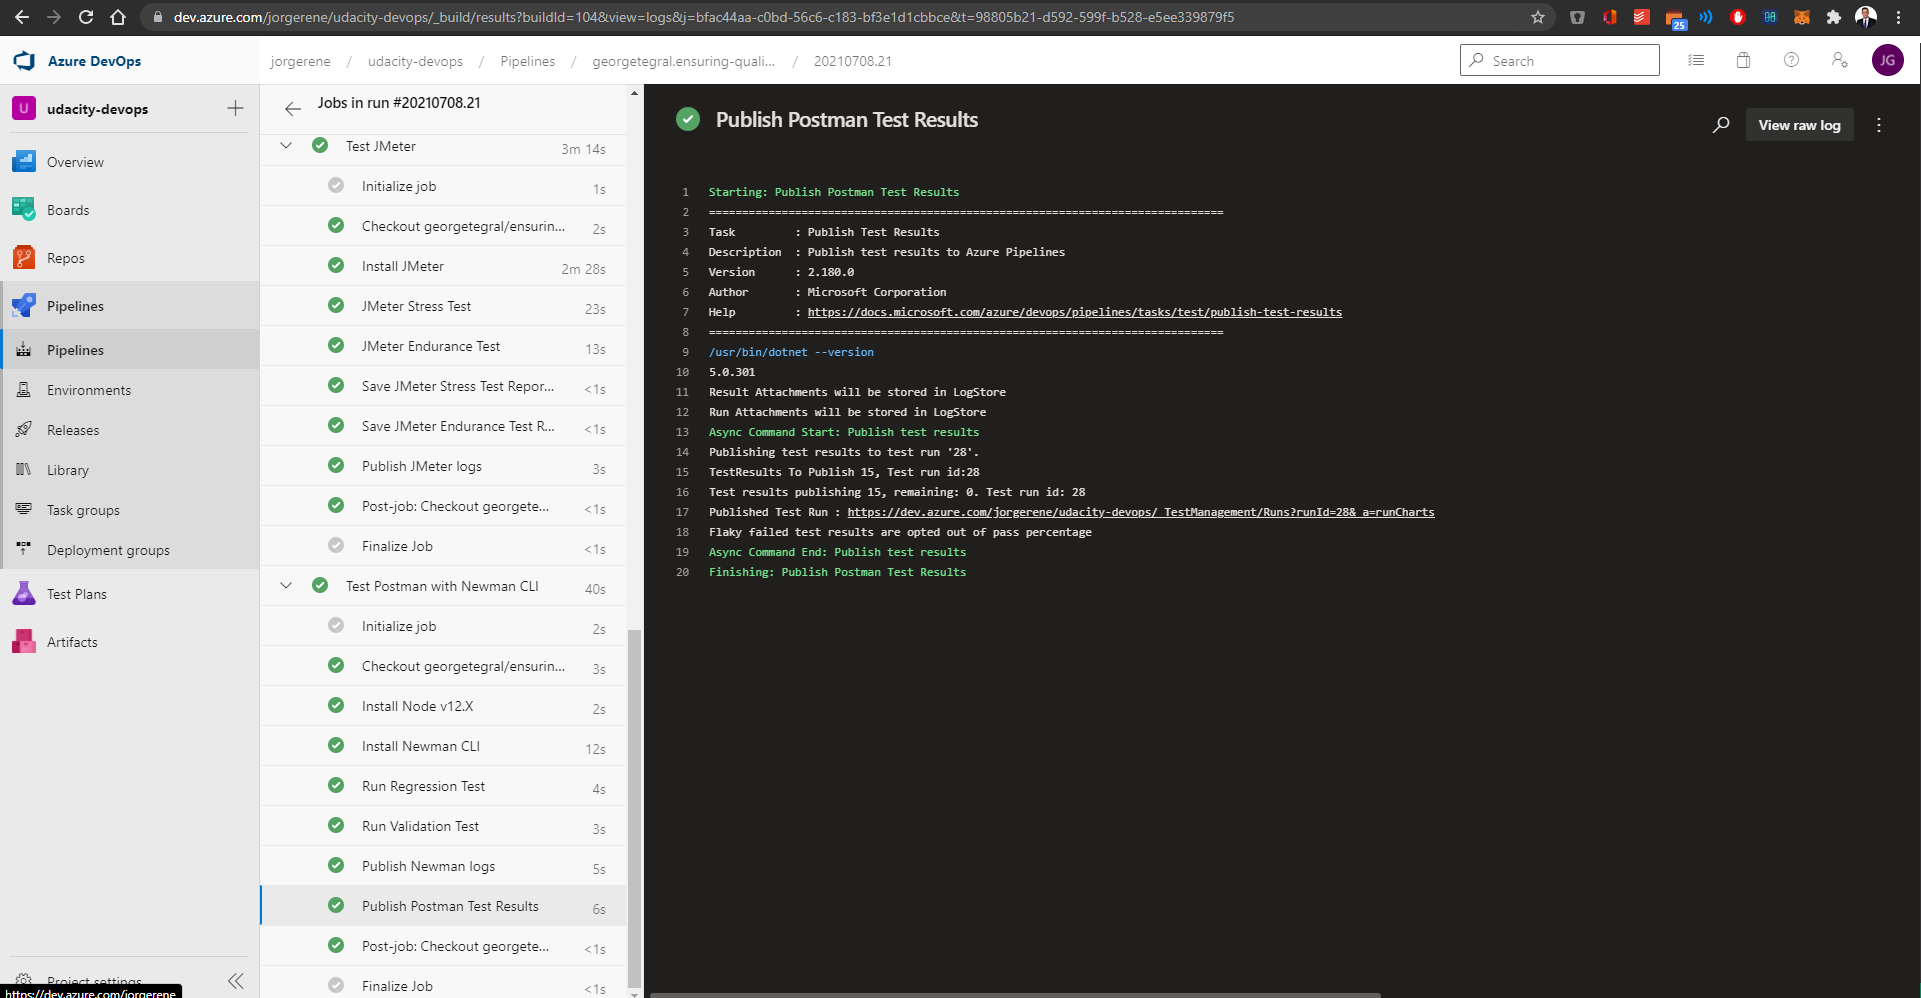 dev.azure.com/jorgerene/udacity-devops/_build/results?buildId=104&view=logs&j=bfac44aa-c0bd-56c6-c183-bf3e1d1cbbce&t=98805b21-d592-599f-b528-e5ee339879f5
25
Azure DevOps
jorgerene / udacity-devops / Pipelines / georgetegral.ensuring-quali... / 20210708.21
Search
JG
U udacity-devops
Overview
Boards
Repos
Pipelines
Pipelines
Environments
Releases
Library
Task groups
Deployment groups
Test Plans
Artifacts
Project settings
https://dev.azure.com/jorgerene
Jobs in run #20210708.21
Test JMeter 3m 14s
Initialize job 1s
Checkout georgetegral/ensurin... 2s
Install JMeter 2m 28s
JMeter Stress Test 23s
JMeter Endurance Test 13s
Save JMeter Stress Test Repor... <1s
Save JMeter Endurance Test R... <1s
Publish JMeter logs 3s
Post-job: Checkout georgete... <1s
Finalize Job <1s
Test Postman with Newman CLI 40s
Initialize job 2s
Checkout georgetegral/ensurin... 3s
Install Node v12.X 2s
Install Newman CLI 12s
Run Regression Test 4s
Run Validation Test 3s
Publish Newman logs 5s
Publish Postman Test Results 6s
Post-job: Checkout georgete... <1s
Finalize Job <1s
Publish Postman Test Results
View raw log
1 Starting: Publish Postman Test Results
2 ==============================================================================
3 Task         : Publish Test Results
4 Description  : Publish test results to Azure Pipelines
5 Version      : 2.180.0
6 Author       : Microsoft Corporation
7 Help         : https://docs.microsoft.com/azure/devops/pipelines/tasks/test/publish-test-results
8 ==============================================================================
9 /usr/bin/dotnet --version
10 5.0.301
11 Result Attachments will be stored in LogStore
12 Run Attachments will be stored in LogStore
13 Async Command Start: Publish test results
14 Publishing test results to test run '28'.
15 TestResults To Publish 15, Test run id:28
16 Test results publishing 15, remaining: 0. Test run id: 28
17 Published Test Run : https://dev.azure.com/jorgerene/udacity-devops/_TestManagement/Runs?runId=28&_a=runCharts
18 Flaky failed test results are opted out of pass percentage
19 Async Command End: Publish test results
20 Finishing: Publish Postman Test Results